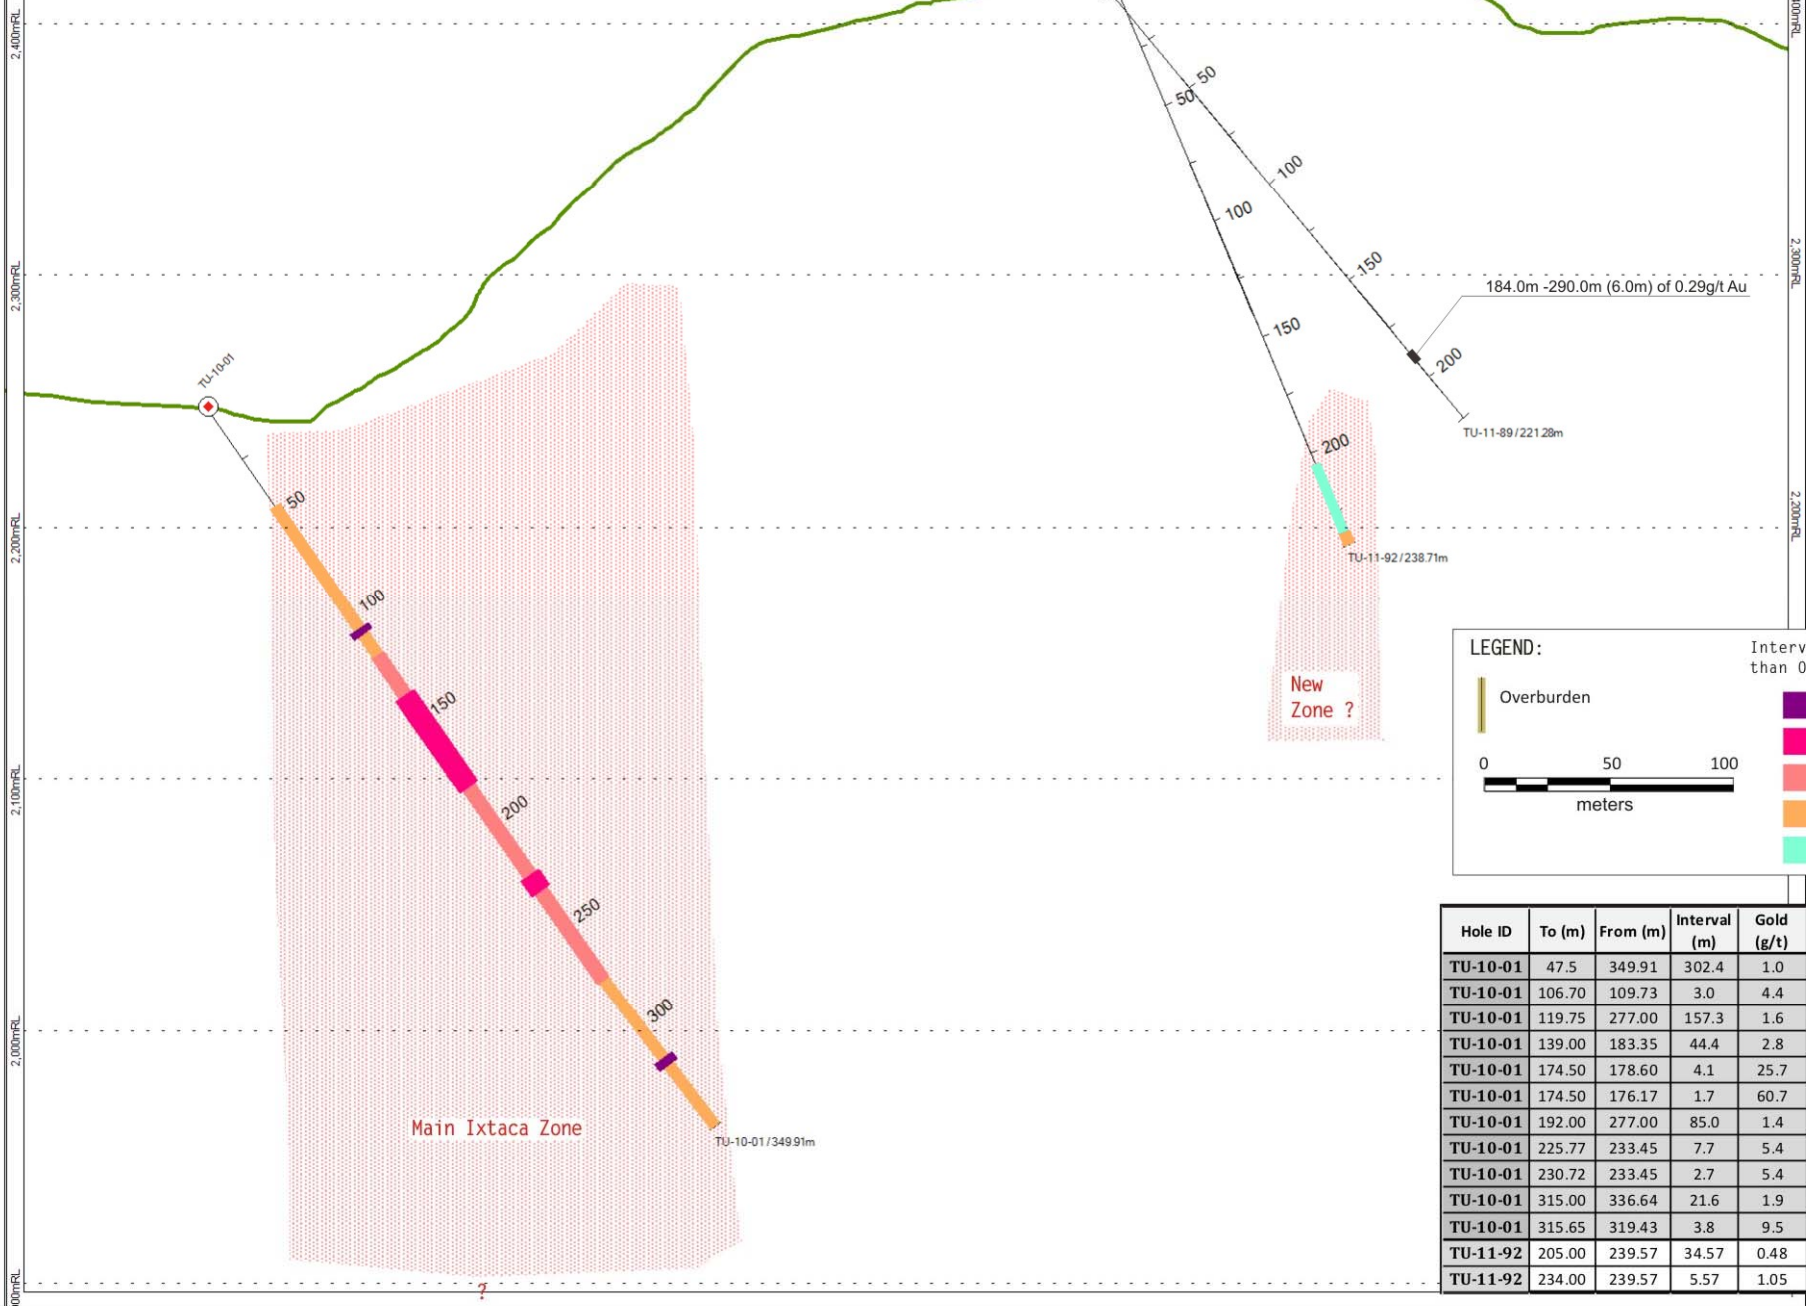 2,400mRL
2,300mRL
2,200mRL
2,100mRL
2,000mRL
2,300mRL
2,200mRL
50
50
100
100
150
150
200
200
184.0m -290.0m (6.0m) of 0.29g/t Au
TU-11-89/221.28m
TU-11-92/238.71m
TU-10-01
50
100
150
200
250
300
TU-10-01/349.91m
Main Ixtaca Zone
?
New
Zone ?
LEGEND:
Interv
than 0
Overburden
0 50 100
meters
Hole ID To (m) From (m) Interval (m) Gold (g/t)
TU-10-01 47.5 349.91 302.4 1.0
TU-10-01 106.70 109.73 3.0 4.4
TU-10-01 119.75 277.00 157.3 1.6
TU-10-01 139.00 183.35 44.4 2.8
TU-10-01 174.50 178.60 4.1 25.7
TU-10-01 174.50 176.17 1.7 60.7
TU-10-01 192.00 277.00 85.0 1.4
TU-10-01 225.77 233.45 7.7 5.4
TU-10-01 230.72 233.45 2.7 5.4
TU-10-01 315.00 336.64 21.6 1.9
TU-10-01 315.65 319.43 3.8 9.5
TU-11-92 205.00 239.57 34.57 0.48
TU-11-92 234.00 239.57 5.57 1.05